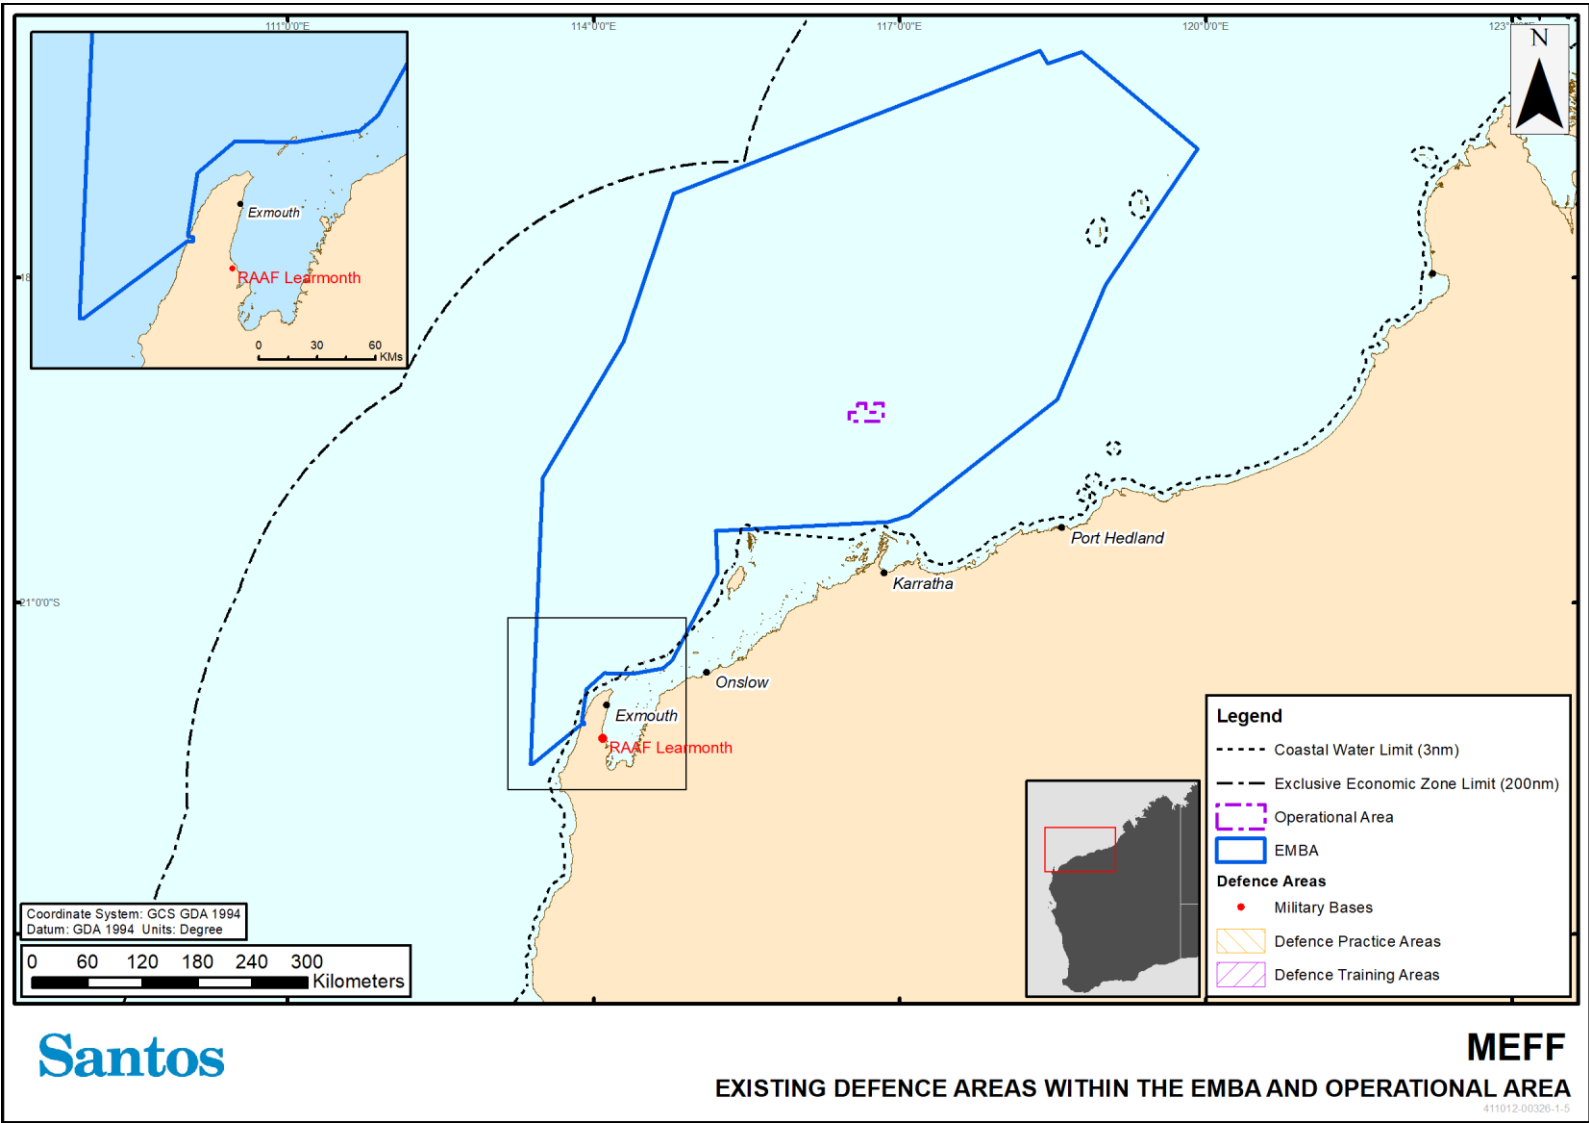 111°0'0"E
114°0'0"E
117°0'0"E
120°0'0"E
N
Exmouth
RAAF Learmonth
0 30 60
KMs
21°0'0"S
Port Hedland
Karratha
Onslow
Exmouth
RAAF Learmonth
Legend
Coastal Water Limit (3nm)
Exclusive Economic Zone Limit (200nm)
Operational Area
EMBA
Defence Areas
Military Bases
Defence Practice Areas
Defence Training Areas
Coordinate System: GCS GDA 1994
Datum: GDA 1994 Units: Degree
0 60 120 180 240 300
Kilometers
Santos
MEFF
EXISTING DEFENCE AREAS WITHIN THE EMBA AND OPERATIONAL AREA
411012-00326-1-5